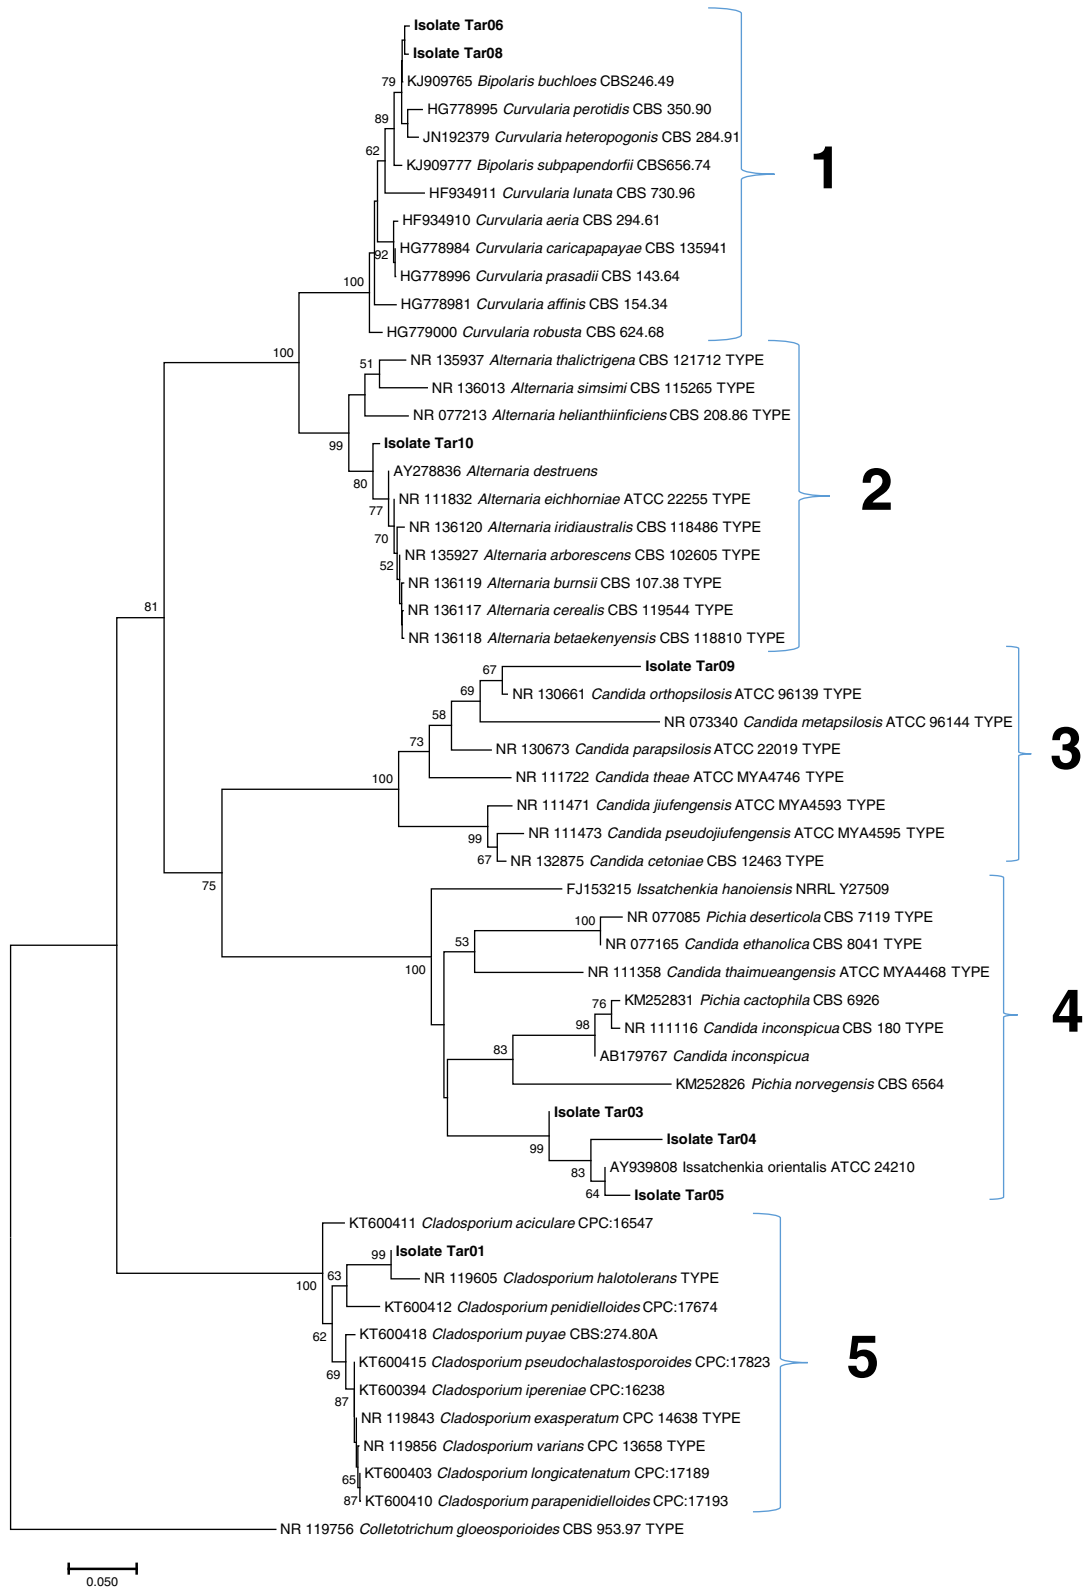 Isolate Tar06
Isolate Tar08
79
KJ909765 Bipolaris buchloes CBS246.49
HG778995 Curvularia perotidis CBS 350.90
89
JN192379 Curvularia heteropogonis CBS 284.91
62
KJ909777 Bipolaris subpapendorfii CBS656.74
1
HF934911 Curvularia lunata CBS 730.96
HF934910 Curvularia aeria CBS 294.61
HG778984 Curvularia caricapapayae CBS 135941
92
HG778996 Curvularia prasadii CBS 143.64
100
HG778981 Curvularia affinis CBS 154.34
HG779000 Curvularia robusta CBS 624.68
100
NR 135937 Alternaria thalictrigena CBS 121712 TYPE
51
NR 136013 Alternaria simsimi CBS 115265 TYPE
NR 077213 Alternaria helianthiinficiens CBS 208.86 TYPE
99
Isolate Tar10
AY278836 Alternaria destruens
80
2
NR 111832 Alternaria eichhorniae ATCC 22255 TYPE
77
NR 136120 Alternaria iridiaustralis CBS 118486 TYPE
70
NR 135927 Alternaria arborescens CBS 102605 TYPE
52
NR 136119 Alternaria burnsii CBS 107.38 TYPE
81
NR 136117 Alternaria cerealis CBS 119544 TYPE
NR 136118 Alternaria betaekenyensis CBS 118810 TYPE
Isolate Tar09
67
NR 130661 Candida orthopsilosis ATCC 96139 TYPE
69
NR 073340 Candida metapsilosis ATCC 96144 TYPE
58
NR 130673 Candida parapsilosis ATCC 22019 TYPE
3
73
NR 111722 Candida theae ATCC MYA4746 TYPE
100
NR 111471 Candida jiufengensis ATCC MYA4593 TYPE
NR 111473 Candida pseudojiufengensis ATCC MYA4595 TYPE
99
NR 132875 Candida cetoniae CBS 12463 TYPE
67
75
FJ153215 Issatchenkia hanoiensis NRRL Y27509
NR 077085 Pichia deserticola CBS 7119 TYPE
100
NR 077165 Candida ethanolica CBS 8041 TYPE
53
NR 111358 Candida thaimueangensis ATCC MYA4468 TYPE
100
KM252831 Pichia cactophila CBS 6926
76
4
NR 111116 Candida inconspicua CBS 180 TYPE
98
AB179767 Candida inconspicua
83
KM252826 Pichia norvegensis CBS 6564
Isolate Tar03
Isolate Tar04
99
AY939808 Issatchenkia orientalis ATCC 24210
83
Isolate Tar05
64
KT600411 Cladosporium aciculare CPC:16547
Isolate Tar01
99
NR 119605 Cladosporium halotolerans TYPE
63
100
KT600412 Cladosporium penidielloides CPC:17674
KT600418 Cladosporium puyae CBS:274.80A
62
5
KT600415 Cladosporium pseudochalastosporoides CPC:17823
69
KT600394 Cladosporium ipereniae CPC:16238
87
NR 119843 Cladosporium exasperatum CPC 14638 TYPE
NR 119856 Cladosporium varians CPC 13658 TYPE
KT600403 Cladosporium longicatenatum CPC:17189
65
KT600410 Cladosporium parapenidielloides CPC:17193
87
NR 119756 Colletotrichum gloeosporioides CBS 953.97 TYPE
0.050